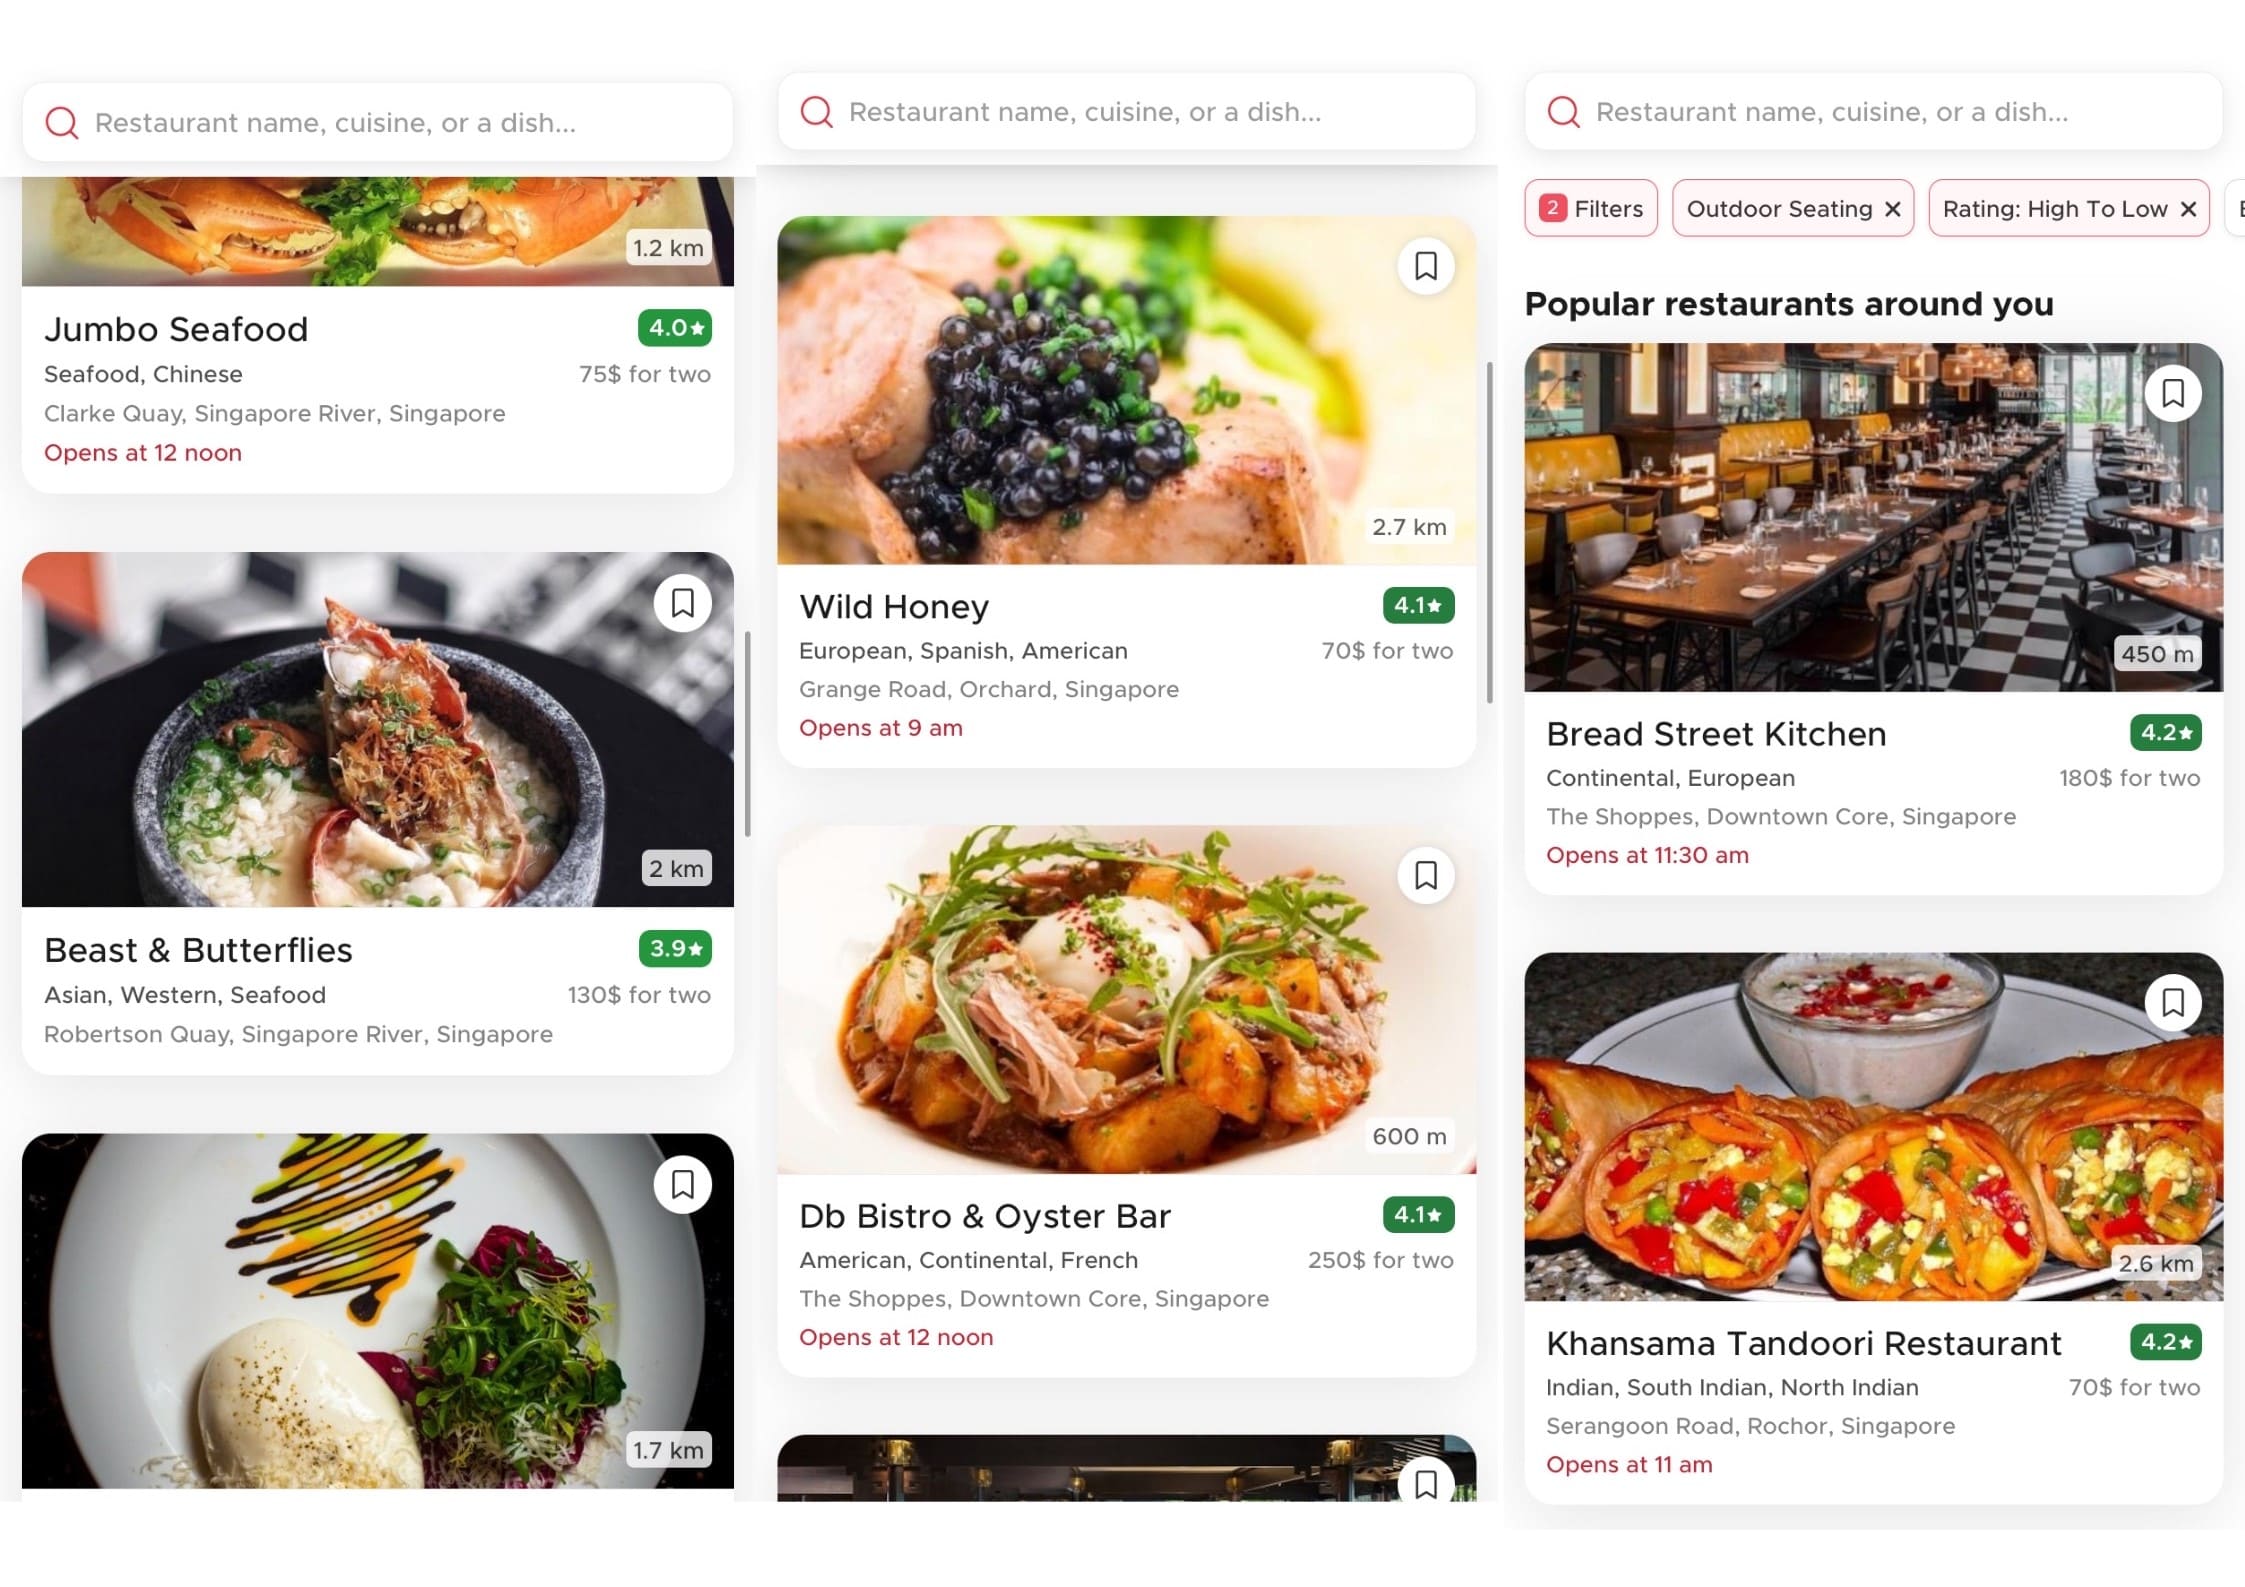 Restaurant name, cuisine, or a dish...
1.2 km
Jumbo Seafood
4.0★
Seafood, Chinese
75$ for two
Clarke Quay, Singapore River, Singapore
Opens at 12 noon
2 km
Beast & Butterflies
3.9★
Asian, Western, Seafood
130$ for two
Robertson Quay, Singapore River, Singapore
1.7 km
Restaurant name, cuisine, or a dish...
2.7 km
Wild Honey
4.1★
European, Spanish, American
70$ for two
Grange Road, Orchard, Singapore
Opens at 9 am
600 m
Db Bistro & Oyster Bar
4.1★
American, Continental, French
250$ for two
The Shoppes, Downtown Core, Singapore
Opens at 12 noon
Restaurant name, cuisine, or a dish...
2 Filters
Outdoor Seating ×
Rating: High To Low ×
Popular restaurants around you
450 m
Bread Street Kitchen
4.2★
Continental, European
180$ for two
The Shoppes, Downtown Core, Singapore
Opens at 11:30 am
2.6 km
Khansama Tandoori Restaurant
4.2★
Indian, South Indian, North Indian
70$ for two
Serangoon Road, Rochor, Singapore
Opens at 11 am